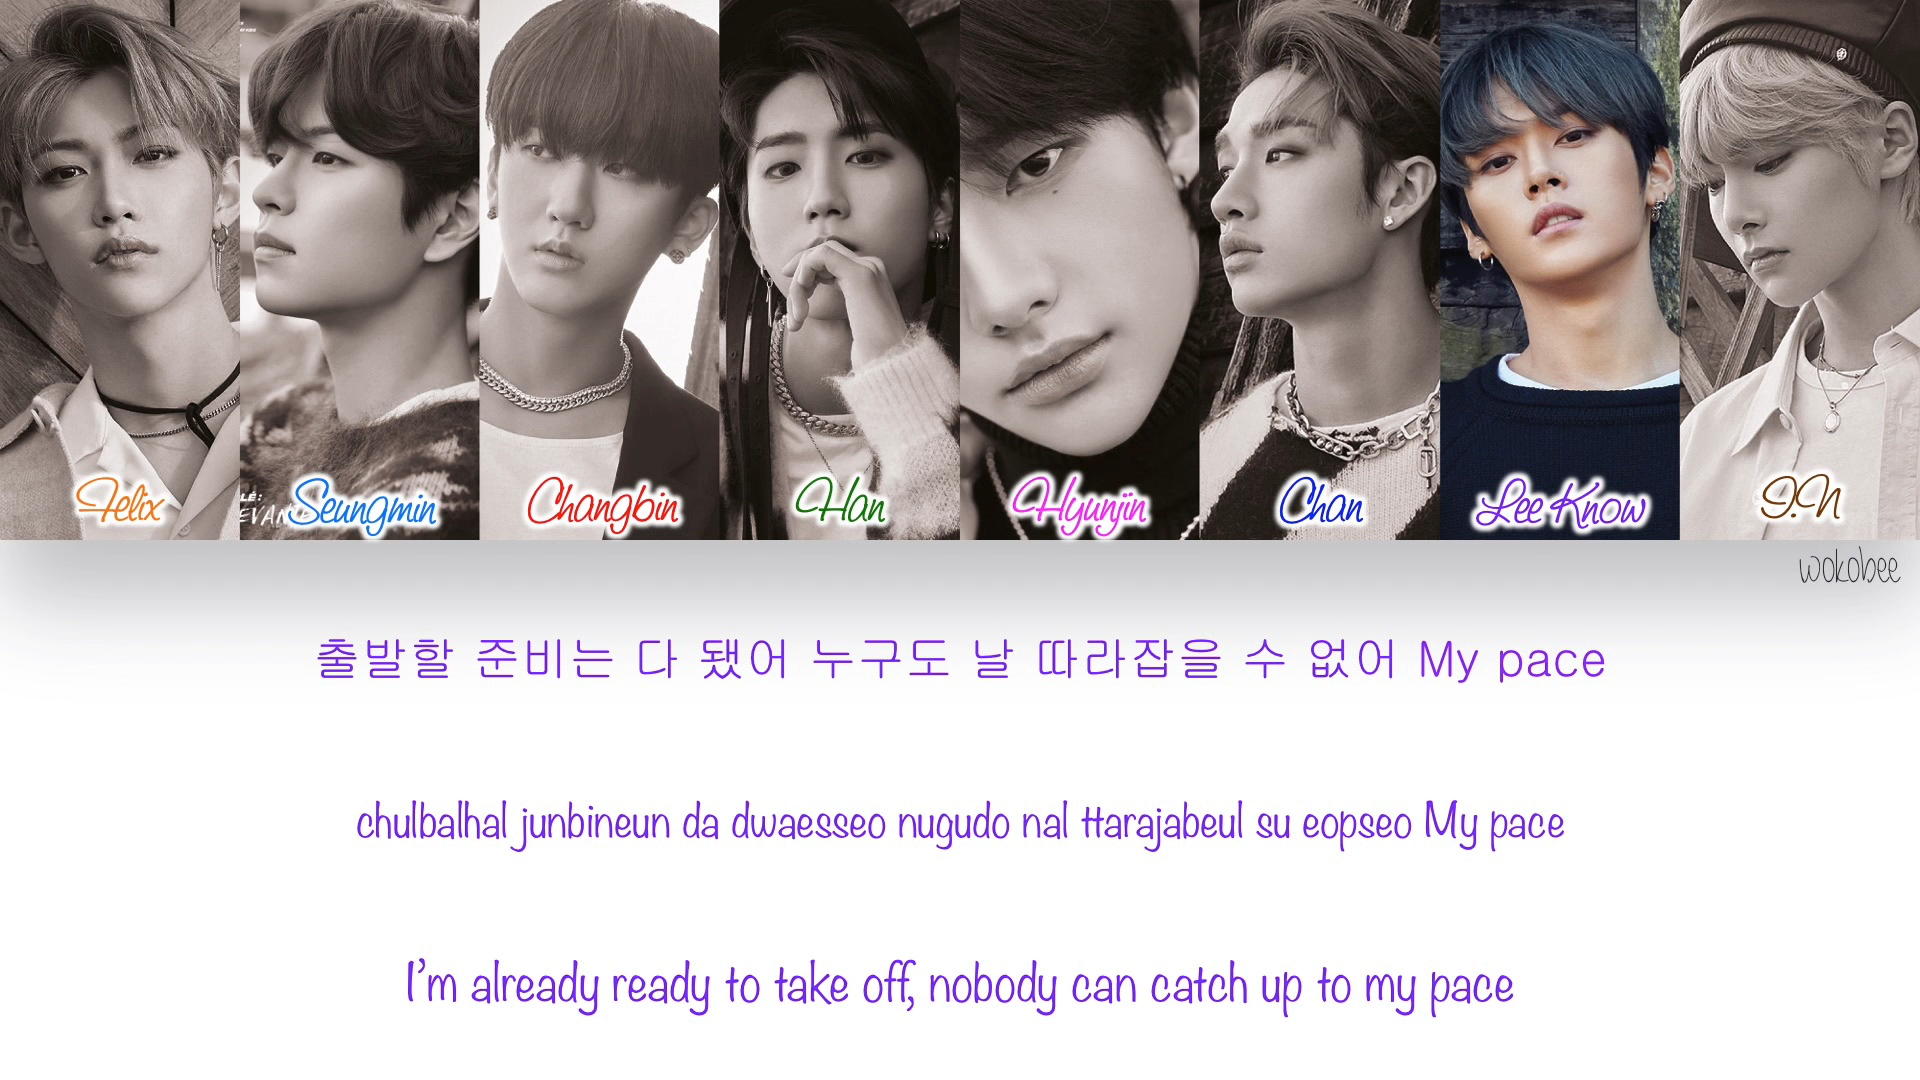 LÉ:
Felix
Seungmin
Changbin
Han
Hyunjin
Chan
Lee Know
I.N
wokobee
출발할 준비는 다 됐어 누구도 날 따라잡을 수 없어 My pace
chulbalhal junbineun da dwaesseo nugudo nal ttarajabeul su eopseo My pace
I'm already ready to take off, nobody can catch up to my pace